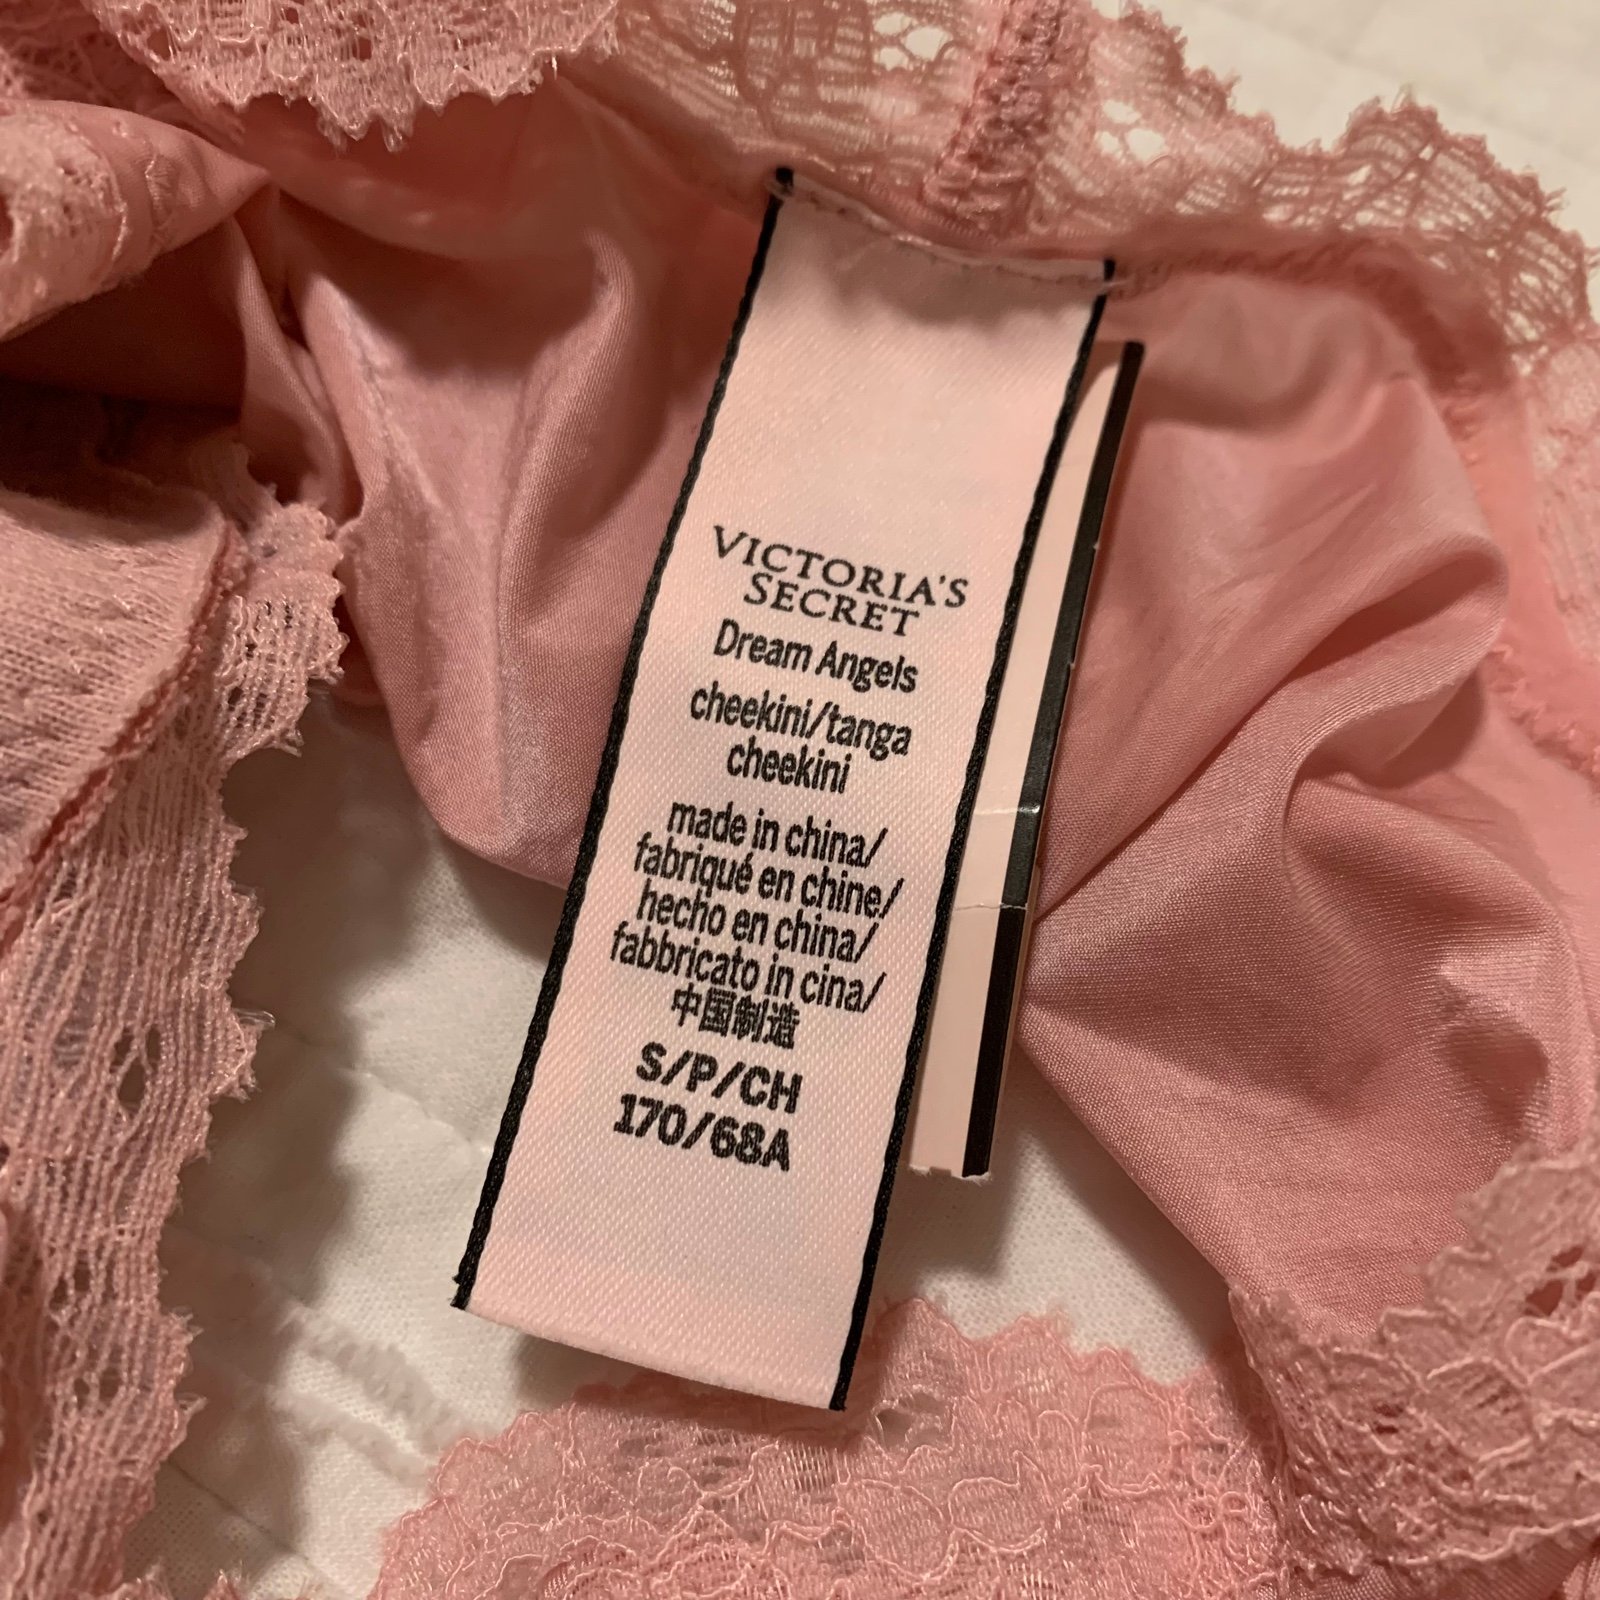 VICTORIA'S
SECRET
Dream Angels
cheekini/tanga
cheekini
made in china/
fabriqué en chine/
hecho en china/
fabbricato in cina/
中国制造
S/P/CH
170/68A